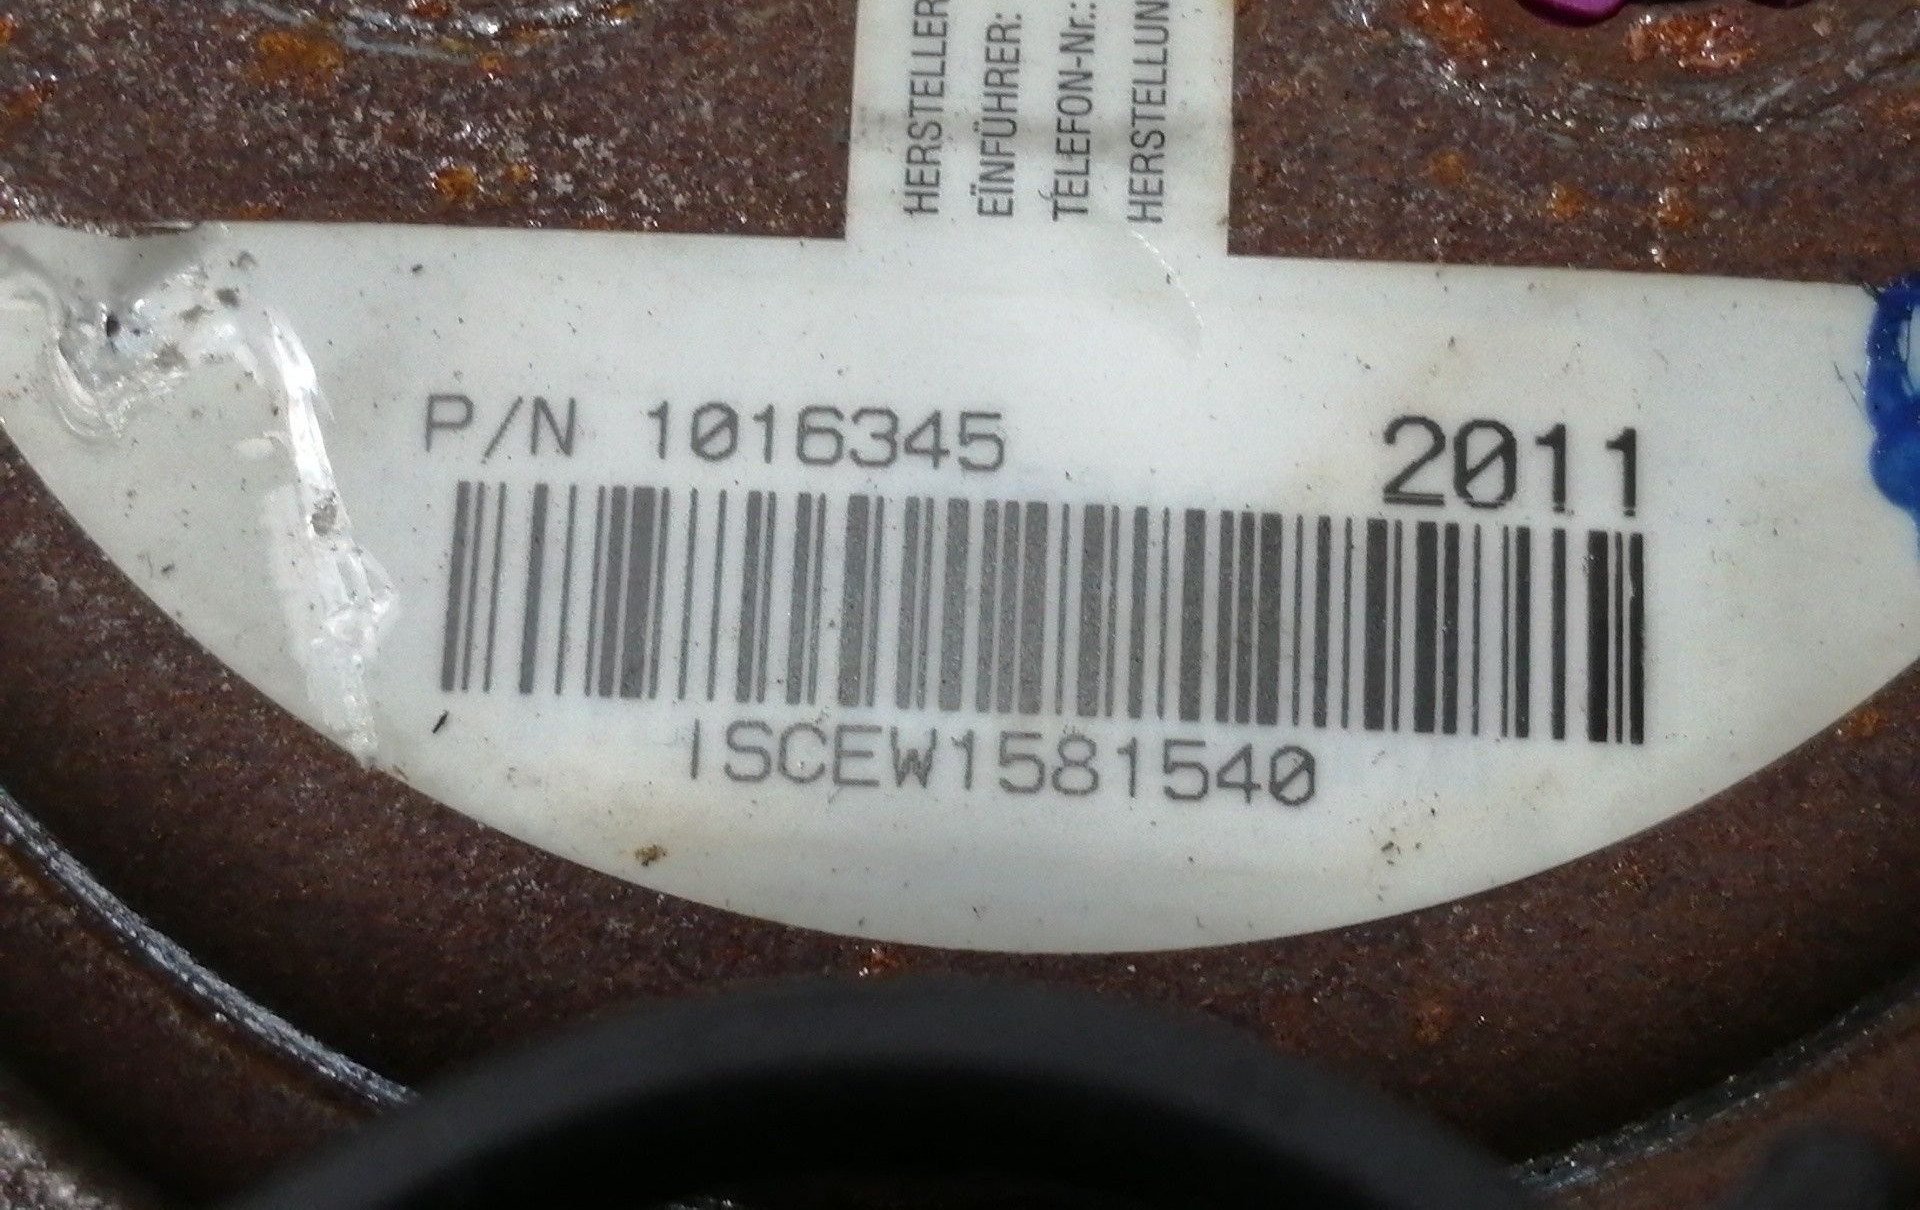 HERSTELLER
EINFÜHRER:
TELEFON-Nr.:
HERSTELLUN
P/N 1016345
2011
ISCEW1581540